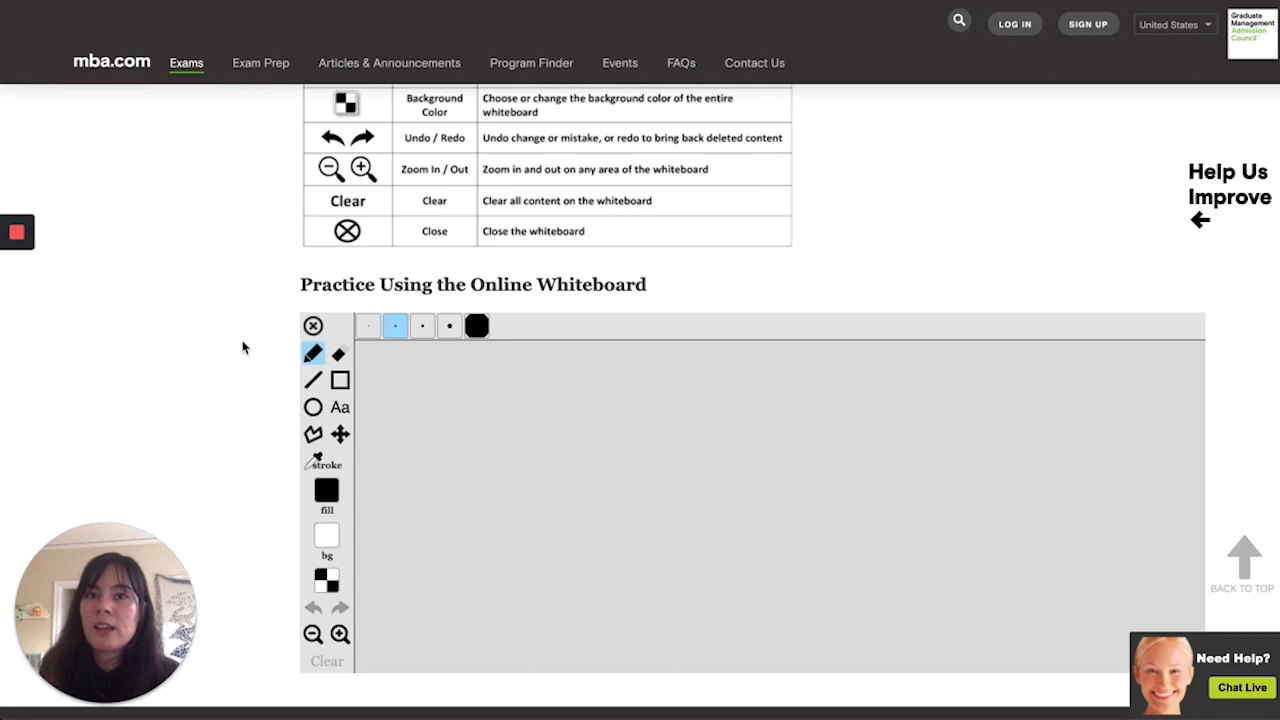 LOG IN
SIGN UP
United States
Graduate
Management
Admission
Council
mba.com
Exams
Exam Prep
Articles & Announcements
Program Finder
Events
FAQs
Contact Us
Background
Color
Choose or change the background color of the entire
whiteboard
Undo / Redo
Undo change or mistake, or redo to bring back deleted content
Zoom In / Out
Zoom in and out on any area of the whiteboard
Clear
Clear
Clear all content on the whiteboard
Close
Close the whiteboard
Help Us
Improve
Practice Using the Online Whiteboard
Aa
stroke
fill
bg
Clear
BACK TO TOP
Need Help?
Chat Live